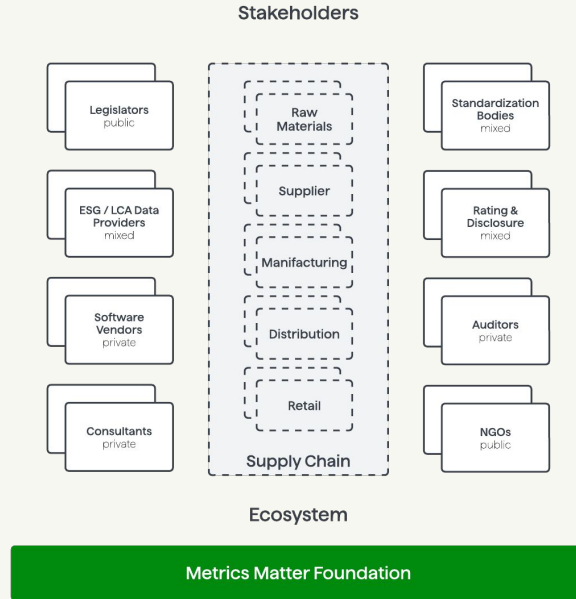 Stakeholders
Legislators
public
ESG / LCA Data
Providers
mixed
Software
Vendors
private
Consultants
private
Raw
Materials
Supplier
Manifacturing
Distribution
Retail
Supply Chain
Standardization
Bodies
mixed
Rating &
Disclosure
mixed
Auditors
private
NGOs
public
Ecosystem
Metrics Matter Foundation